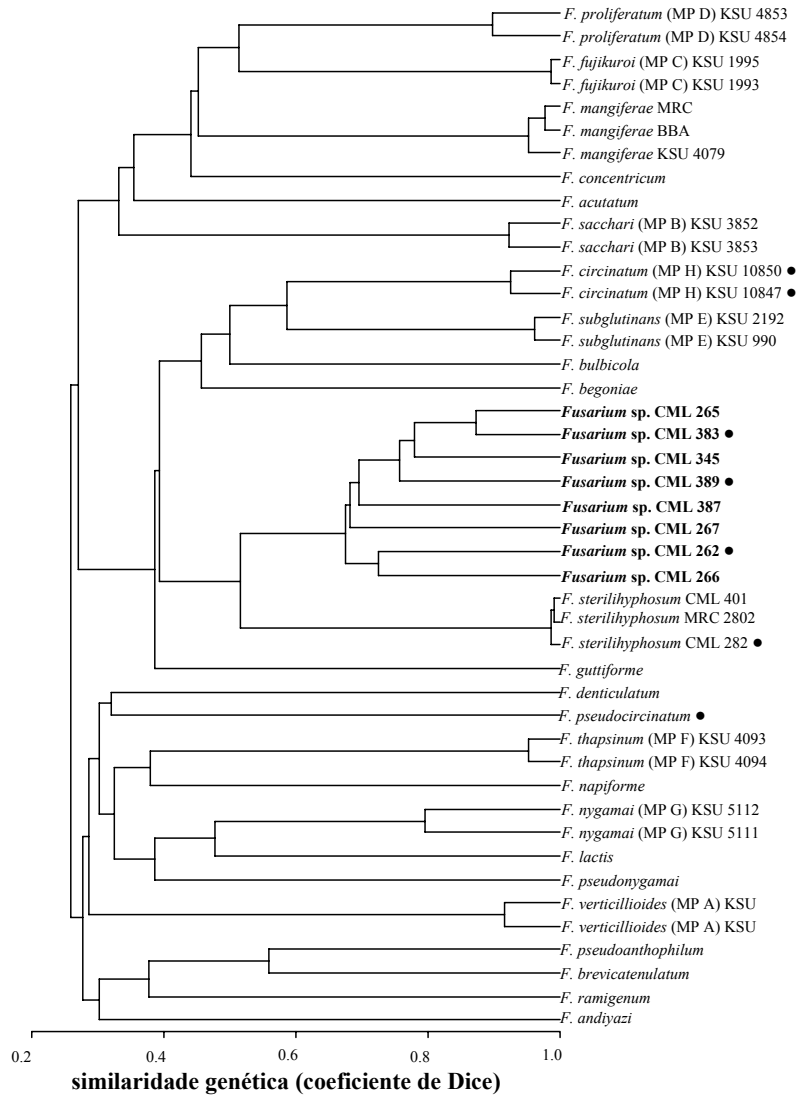 F. proliferatum (MP D) KSU 4853
F. proliferatum (MP D) KSU 4854
F. fujikuroi (MP C) KSU 1995
F. fujikuroi (MP C) KSU 1993
F. mangiferae MRC
F. mangiferae BBA
F. mangiferae KSU 4079
F. concentricum
F. acutatum
F. sacchari (MP B) KSU 3852
F. sacchari (MP B) KSU 3853
F. circinatum (MP H) KSU 10850 ●
F. circinatum (MP H) KSU 10847 ●
F. subglutinans (MP E) KSU 2192
F. subglutinans (MP E) KSU 990
F. bulbicola
F. begoniae
Fusarium sp. CML 265
Fusarium sp. CML 383 ●
Fusarium sp. CML 345
Fusarium sp. CML 389 ●
Fusarium sp. CML 387
Fusarium sp. CML 267
Fusarium sp. CML 262 ●
Fusarium sp. CML 266
F. sterilihyphosum CML 401
F. sterilihyphosum MRC 2802
F. sterilihyphosum CML 282 ●
F. guttiforme
F. denticulatum
F. pseudocircinatum ●
F. thapsinum (MP F) KSU 4093
F. thapsinum (MP F) KSU 4094
F. napiforme
F. nygamai (MP G) KSU 5112
F. nygamai (MP G) KSU 5111
F. lactis
F. pseudonygamai
F. verticillioides (MP A) KSU
F. verticillioides (MP A) KSU
F. pseudoanthophilum
F. brevicatenulatum
F. ramigenum
F. andiyazi
0.2 0.4 0.6 0.8 1.0
similaridade genética (coeficiente de Dice)